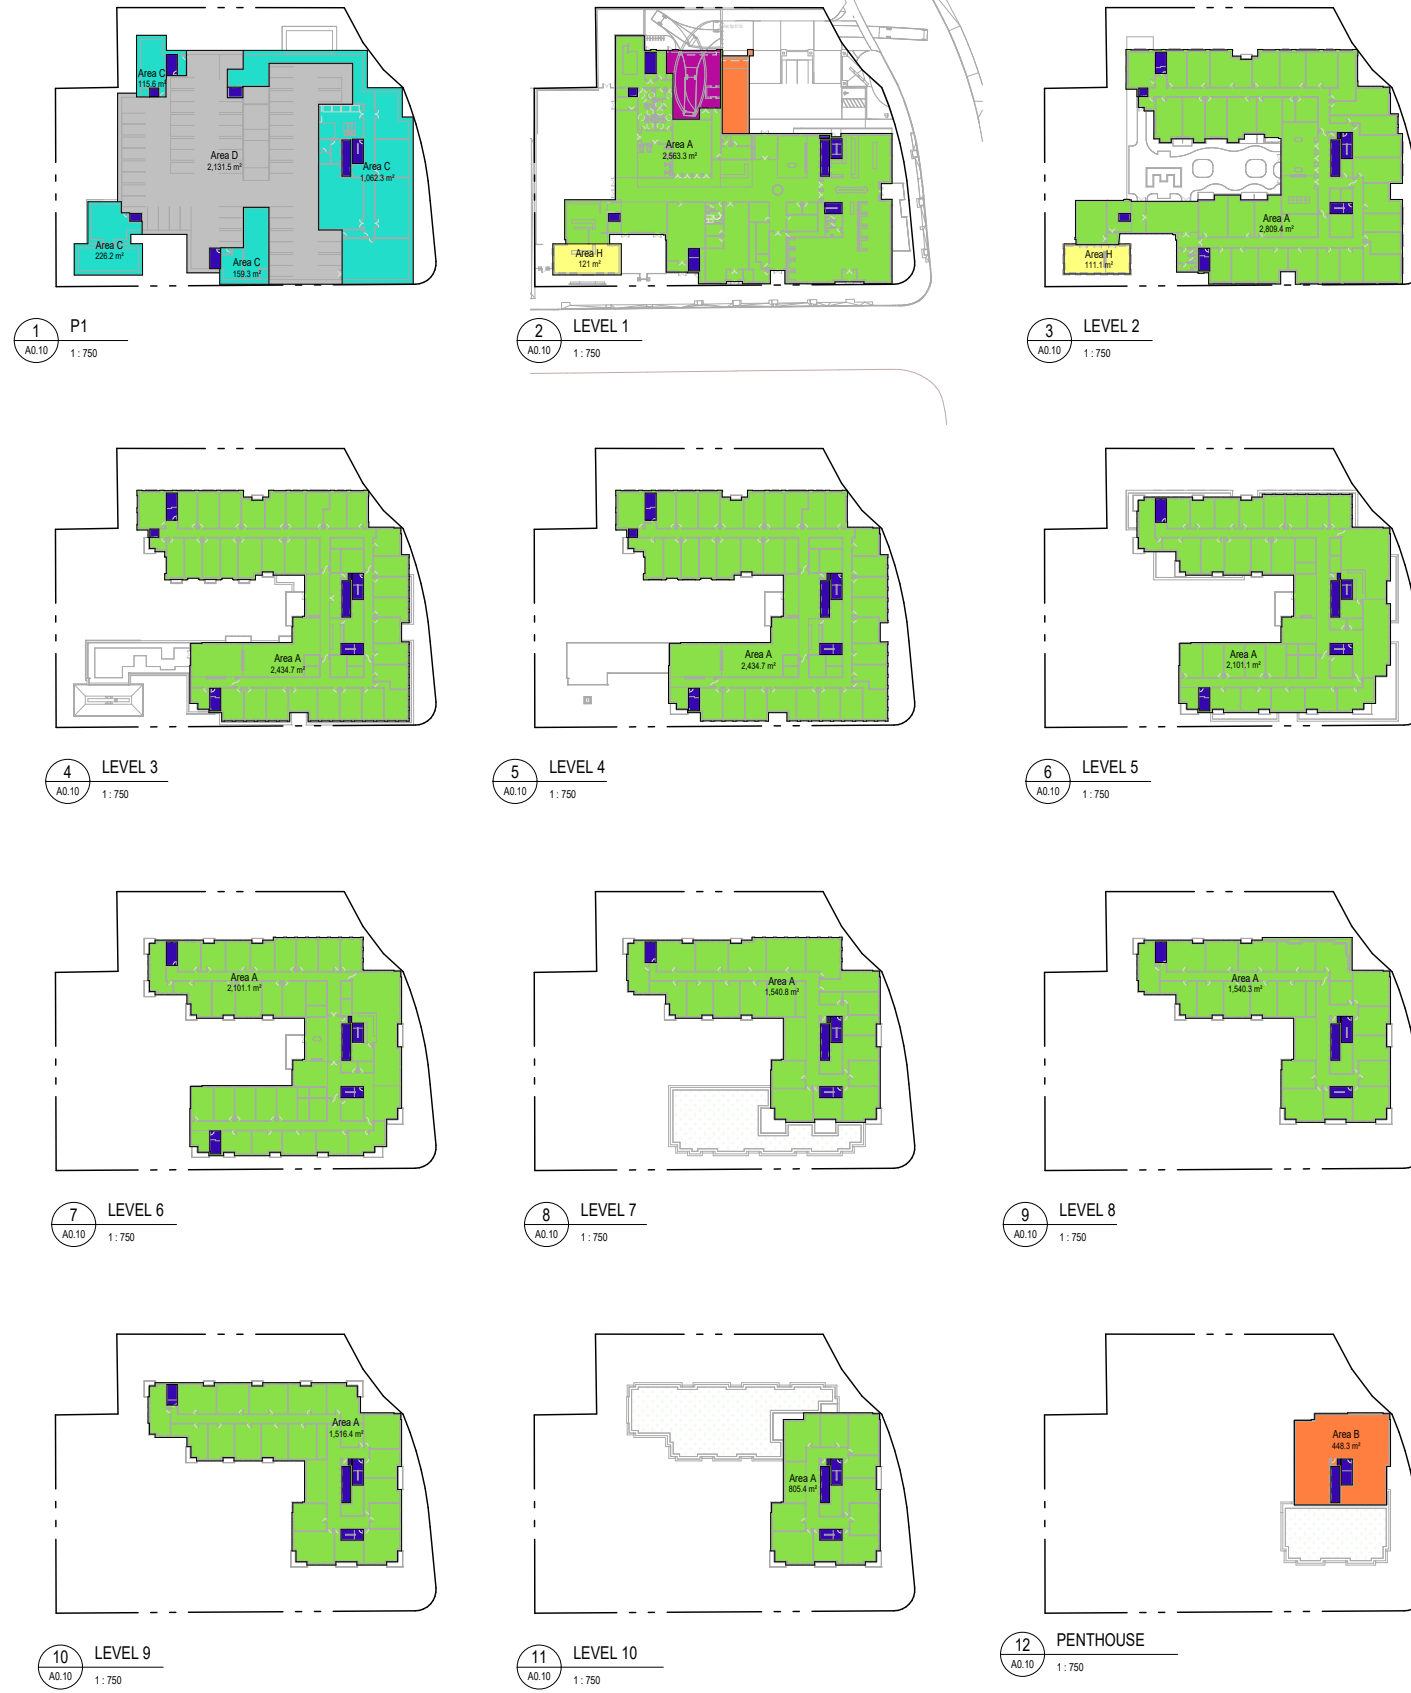 Area C
115.6 m²
Area D
2,131.5 m²
Area C
1,062.3 m²
Area C
226.2 m²
Area C
159.3 m²
1
A0.10
P1
1 : 750
Area A
2,563.3 m²
Area H
121 m²
2
A0.10
LEVEL 1
1 : 750
Area A
2,809.4 m²
Area H
111.1 m²
3
A0.10
LEVEL 2
1 : 750
Area A
2,434.7 m²
4
A0.10
LEVEL 3
1 : 750
Area A
2,434.7 m²
5
A0.10
LEVEL 4
1 : 750
Area A
2,101.1 m²
6
A0.10
LEVEL 5
1 : 750
Area A
2,101.1 m²
7
A0.10
LEVEL 6
1 : 750
Area A
1,540.8 m²
8
A0.10
LEVEL 7
1 : 750
Area A
1,540.3 m²
9
A0.10
LEVEL 8
1 : 750
Area A
1,516.4 m²
10
A0.10
LEVEL 9
1 : 750
Area A
805.4 m²
11
A0.10
LEVEL 10
1 : 750
Area B
448.3 m²
12
A0.10
PENTHOUSE
1 : 750